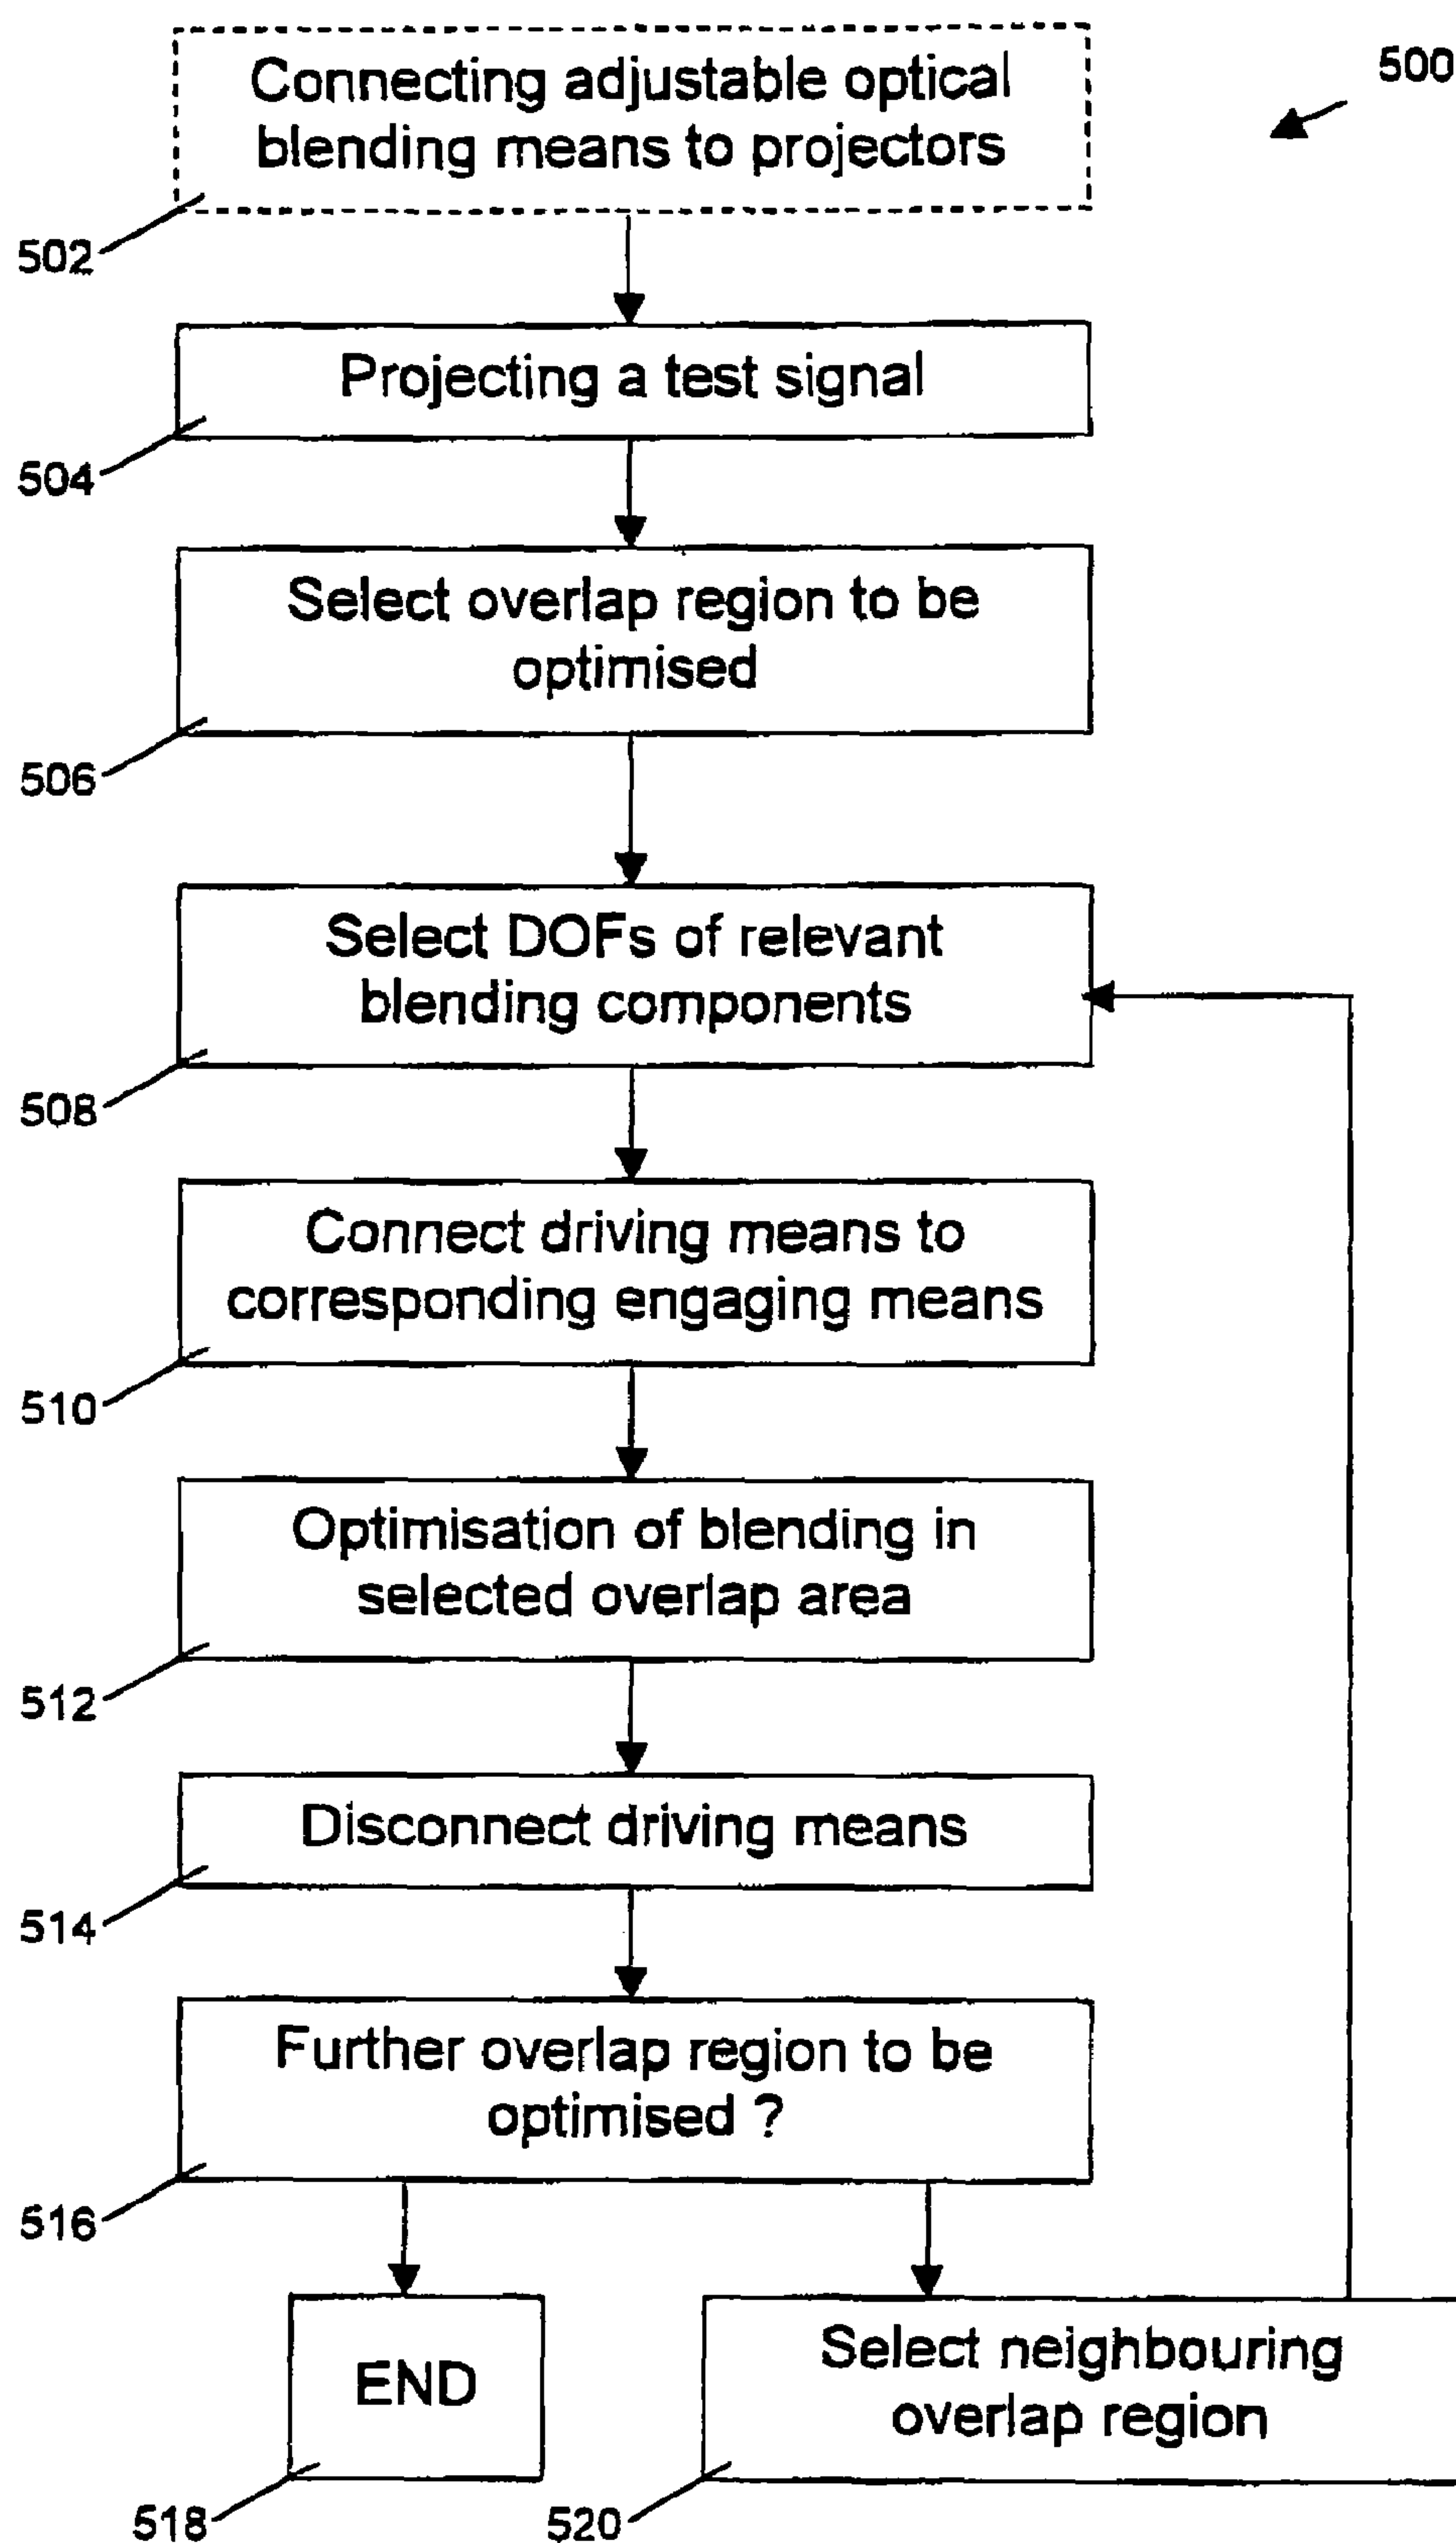 500
Connecting adjustable optical
blending means to projectors
502
Projecting a test signal
504
Select overlap region to be
optimised
506
Select DOFs of relevant
blending components
508
Connect driving means to
corresponding engaging means
510
Optimisation of blending in
selected overlap area
512
Disconnect driving means
514
Further overlap region to be
optimised ?
516
END
518
Select neighbouring
overlap region
520